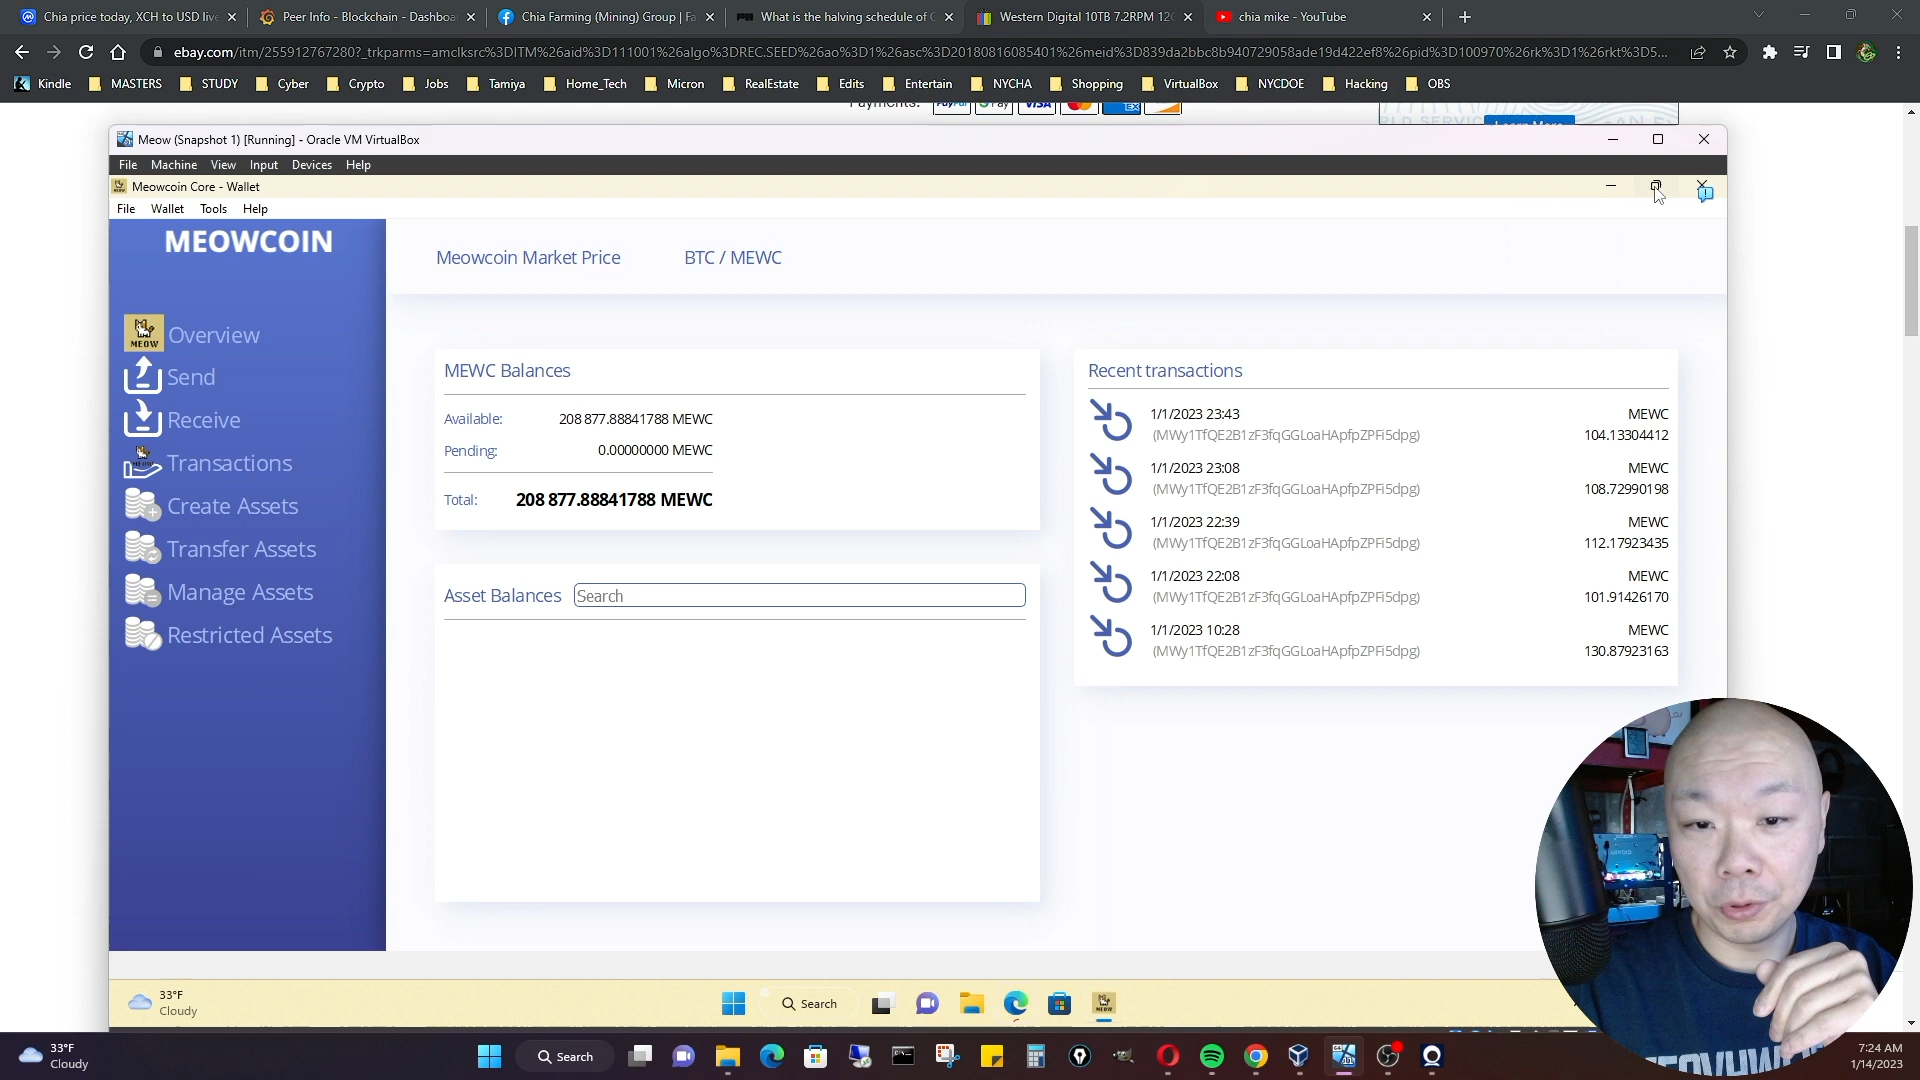 Chia price today, XCH to USD live
Peer Info - Blockchain - Dashboa
Chia Farming (Mining) Group | Fa
What is the halving schedule of C
Western Digital 10TB 7.2RPM 12G
chia mike - YouTube
ebay.com/itm/255912767280?_trkparms=amclksrc%3DITM%26aid%3D111001%26algo%3DREC.SEED%26ao%3D1%26asc%3D20180816085401%26meid%3D839da2bbc8b940729058ade19d422ef8%26pid%3D100970%26rk%3D1%26rkt%3D5...
Kindle MASTERS STUDY Cyber Crypto Jobs Tamiya Home_Tech Micron RealEstate Edits Entertain NYCHA Shopping VirtualBox NYCDOE Hacking OBS
Payments:
Learn More
Meow (Snapshot 1) [Running] - Oracle VM VirtualBox
File Machine View Input Devices Help
Meowcoin Core - Wallet
File Wallet Tools Help
MEOWCOIN
Meowcoin Market Price BTC / MEWC
MEOW
Overview
Send
Receive
Transactions
Create Assets
Transfer Assets
Manage Assets
Restricted Assets
MEWC Balances
Available: 208 877.88841788 MEWC
Pending: 0.00000000 MEWC
Total: 208 877.88841788 MEWC
Asset Balances Search
Recent transactions
1/1/2023 23:43 MEWC
(MWy1TfQE2B1zF3fqGGLoaHApfpZPFi5dpg) 104.13304412
1/1/2023 23:08 MEWC
(MWy1TfQE2B1zF3fqGGLoaHApfpZPFi5dpg) 108.72990198
1/1/2023 22:39 MEWC
(MWy1TfQE2B1zF3fqGGLoaHApfpZPFi5dpg) 112.17923435
1/1/2023 22:08 MEWC
(MWy1TfQE2B1zF3fqGGLoaHApfpZPFi5dpg) 101.91426170
1/1/2023 10:28 MEWC
(MWy1TfQE2B1zF3fqGGLoaHApfpZPFi5dpg) 130.87923163
33°F
Cloudy
Search
33°F
Cloudy
Search
7:24 AM
1/14/2023